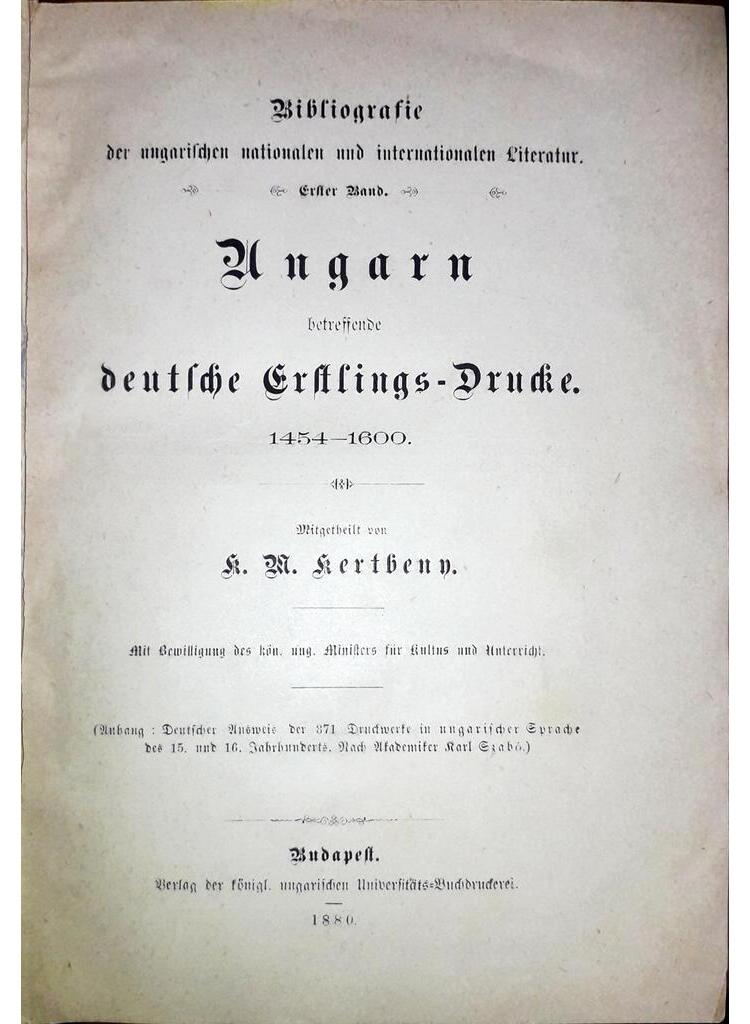 Bibliografie
der ungarischen nationalen und internationalen Literatur.
Erster Band.
Ungarn
betreffende
deutsche Erstlings-Drucke.
1454—1600.
Mitgetheilt von
K. M. Kertbeny.
Mit Bewilligung des kön. ung. Ministers für Kultus und Unterricht.
(Anhang : Deutscher Ausweis der 371 Druckwerke in ungarischer Sprache
des 15. und 16. Jahrhunderts. Nach Akademiker Karl Szabó.)
Budapest.
Verlag der königl. ungarischen Universitäts-Buchdruckerei.
1880.